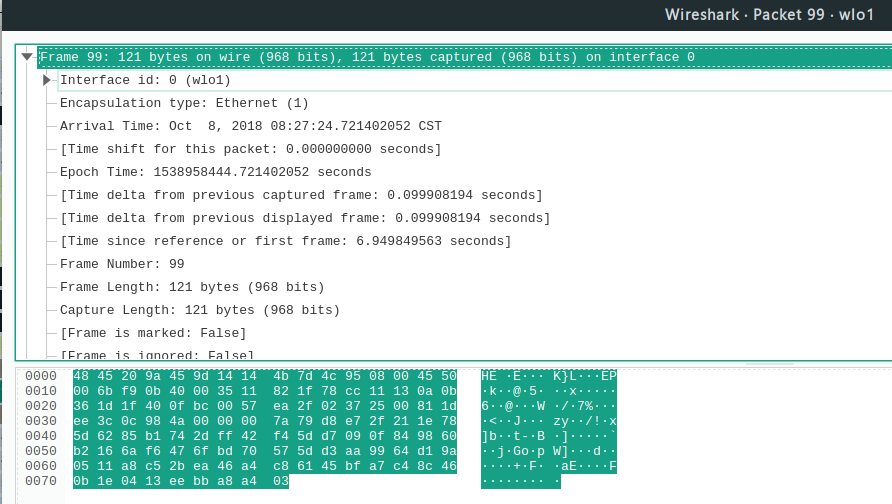 Wireshark · Packet 99 · wlo1
Frame 99: 121 bytes on wire (968 bits), 121 bytes captured (968 bits) on interface 0
Interface id: 0 (wlo1)
Encapsulation type: Ethernet (1)
Arrival Time: Oct  8, 2018 08:27:24.721402052 CST
[Time shift for this packet: 0.000000000 seconds]
Epoch Time: 1538958444.721402052 seconds
[Time delta from previous captured frame: 0.099908194 seconds]
[Time delta from previous displayed frame: 0.099908194 seconds]
[Time since reference or first frame: 6.949849563 seconds]
Frame Number: 99
Frame Length: 121 bytes (968 bits)
Capture Length: 121 bytes (968 bits)
[Frame is marked: False]
[Frame is ignored: False]
0000 48 45 20 9a 45 9d 14 14 4b 7d 4c 95 08 00 45 50 HE ·E··· K}L···EP
0010 00 6b f9 0b 40 00 35 11 82 1f 78 cc 11 13 0a 0b ·k··@·5· ··x·····
0020 36 1d 1f 40 0f bc 00 57 ea 2f 02 37 25 00 81 1d 6··@···W ·/·7%···
0030 ee 3c 0c 98 4a 00 00 00 7a 79 d8 e7 2f 21 1e 78 ·<··J··· zy··/!·x
0040 5d 62 85 b1 74 2d ff 42 f4 5d d7 09 0f 84 98 60 ]b··t-·B ·]·····`
0050 b2 16 6a f6 47 6f bd 70 57 5d d3 aa 99 64 d1 9a ··j·Go·p W]···d··
0060 05 11 a8 c5 2b ea 46 a4 c8 61 45 bf a7 c4 8c 46 ····+·F· ·aE····F
0070 0b 1e 04 13 ee bb a8 a4 03 ········ ·